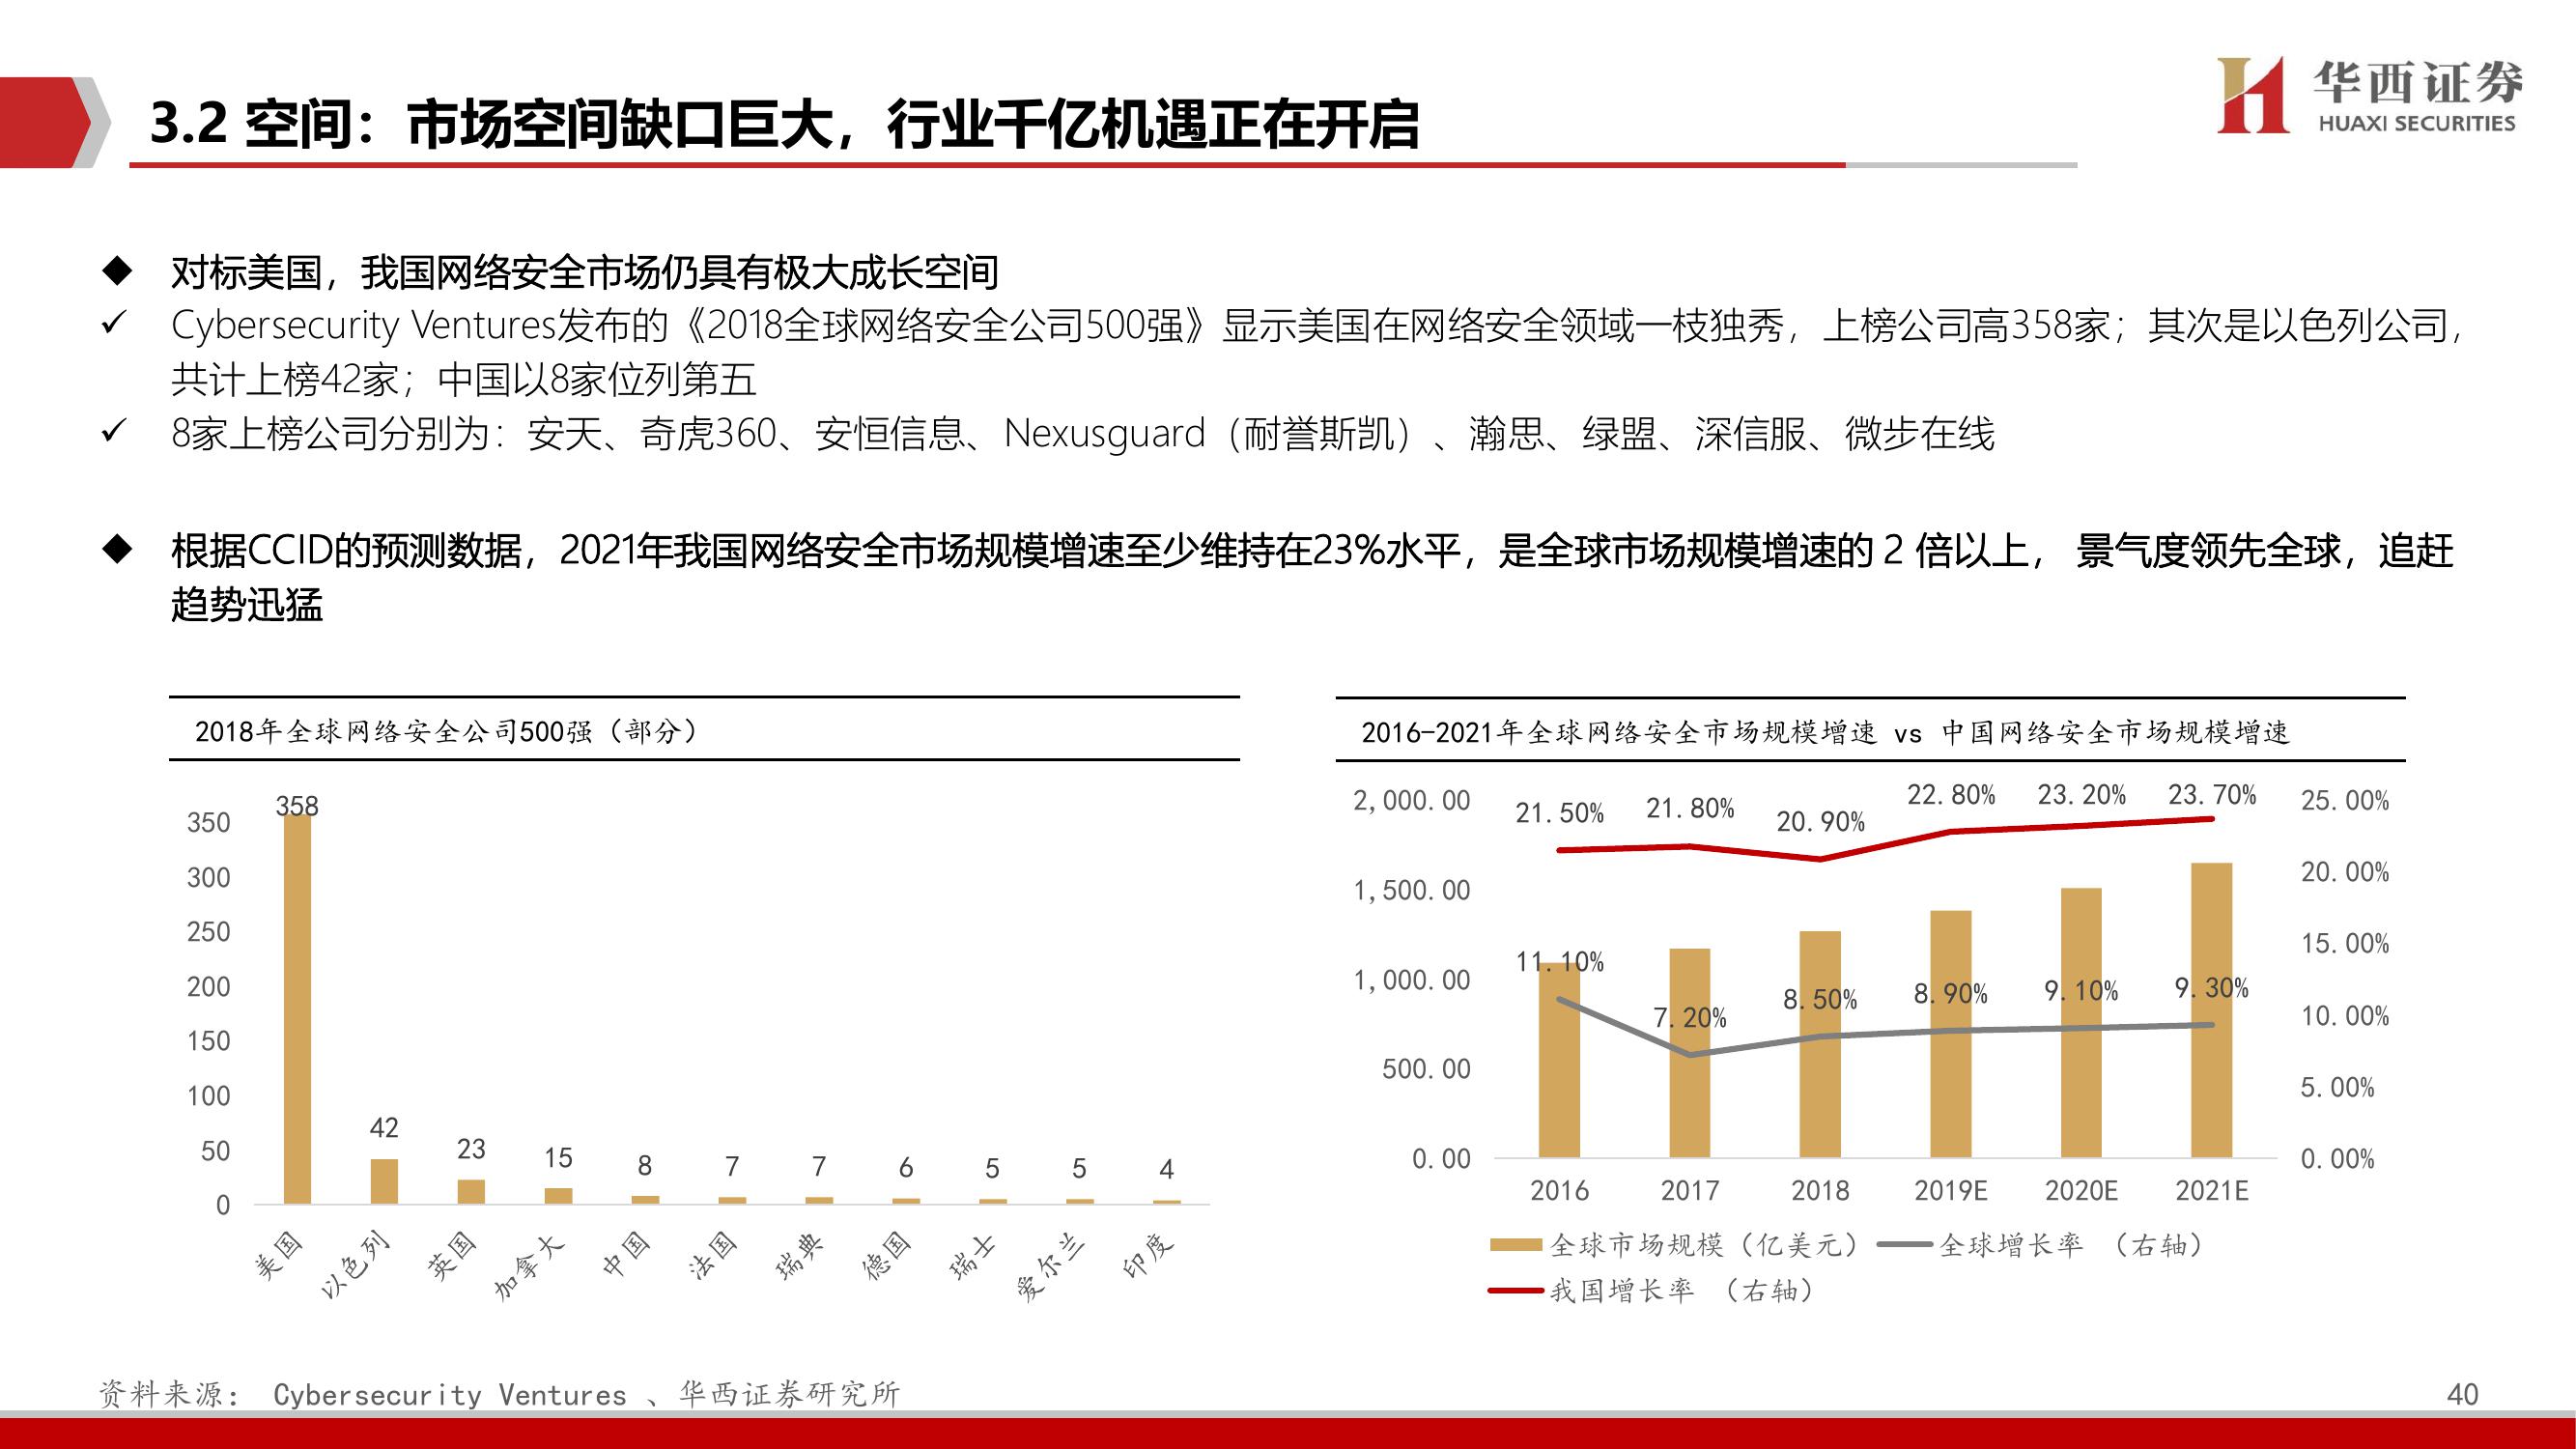 华西证券
HUAXI SECURITIES
3.2 空间：市场空间缺口巨大，行业千亿机遇正在开启
◆ 对标美国，我国网络安全市场仍具有极大成长空间
✓ Cybersecurity Ventures发布的《2018全球网络安全公司500强》显示美国在网络安全领域一枝独秀，上榜公司高358家；其次是以色列公司，
共计上榜42家；中国以8家位列第五
✓ 8家上榜公司分别为：安天、奇虎360、安恒信息、Nexusguard（耐誉斯凯）、瀚思、绿盟、深信服、微步在线
◆ 根据CCID的预测数据，2021年我国网络安全市场规模增速至少维持在23%水平，是全球市场规模增速的 2 倍以上， 景气度领先全球，追赶
趋势迅猛
2018年全球网络安全公司500强（部分）
350
300
250
200
150
100
50
0
358
42
23
15
8
7
7
6
5
5
4
美国
以色列
英国
加拿大
中国
法国
瑞典
德国
瑞士
爱尔兰
印度
2016-2021年全球网络安全市场规模增速 vs 中国网络安全市场规模增速
2,000.00
1,500.00
1,000.00
500.00
0.00
21.50%
21.80%
20.90%
22.80%
23.20%
23.70%
11.10%
7.20%
8.50%
8.90%
9.10%
9.30%
25.00%
20.00%
15.00%
10.00%
5.00%
0.00%
2016
2017
2018
2019E
2020E
2021E
全球市场规模（亿美元）
全球增长率 （右轴）
我国增长率 （右轴）
资料来源： Cybersecurity Ventures 、华西证券研究所
40